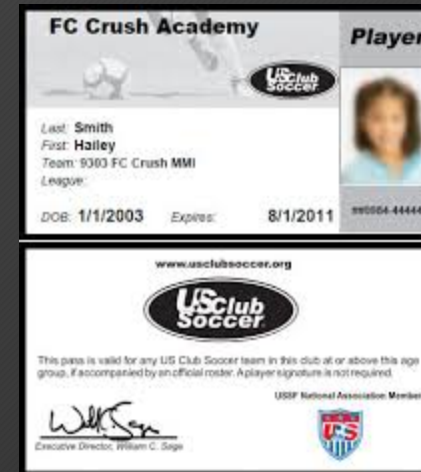 FC Crush Academy
Player
US Club
Soccer
Last: Smith
First: Hailey
Team: 9303 FC Crush MMI
League:
DOB: 1/1/2003 Expires: 8/1/2011
www.usclubsoccer.org
US Club
Soccer
This pass is valid for any US Club Soccer team in this club at or above this age
group, if accompanied by an official roster. A player signature is not required.
USSF National Association Member
Executive Director, William C. Sage
US